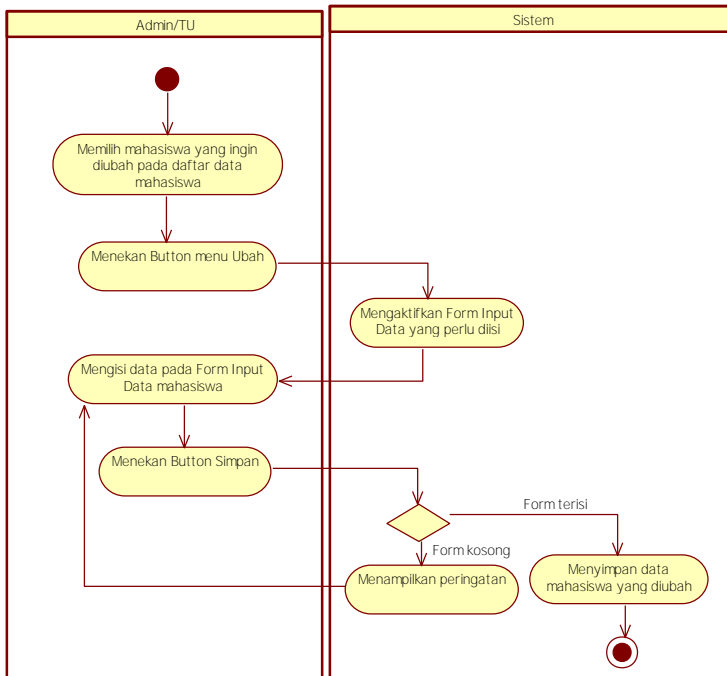 Admin/TU
Sistem
Memilih mahasiswa yang ingin
diubah pada daftar data
mahasiswa
Menekan Button menu Ubah
Mengaktifkan Form Input
Data yang perlu diisi
Mengisi data pada Form Input
Data mahasiswa
Menekan Button Simpan
Form terisi
Form kosong
Menampilkan peringatan
Menyimpan data
mahasiswa yang diubah